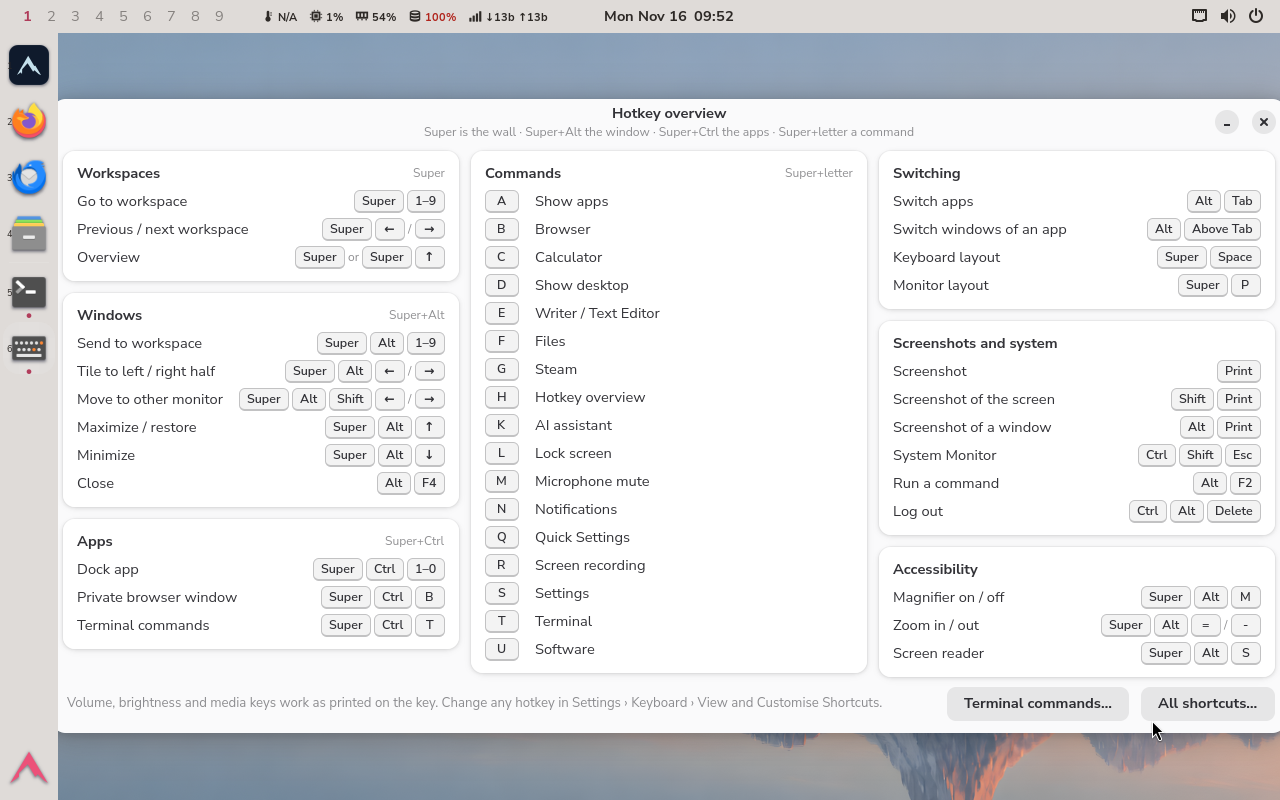 1 2 3 4 5 6 7 8 9 N/A 1% 54% 100% ↓13b ↑13b Mon Nov 16 09:52
2
3
4
5
6
Hotkey overview
Super is the wall · Super+Alt the window · Super+Ctrl the apps · Super+letter a command
Workspaces Super
Go to workspace Super 1–9
Previous / next workspace Super ← / →
Overview Super or Super ↑
Windows Super+Alt
Send to workspace Super Alt 1–9
Tile to left / right half Super Alt ← / →
Move to other monitor Super Alt Shift ← / →
Maximize / restore Super Alt ↑
Minimize Super Alt ↓
Close Alt F4
Apps Super+Ctrl
Dock app Super Ctrl 1–0
Private browser window Super Ctrl B
Terminal commands Super Ctrl T
Commands Super+letter
A Show apps
B Browser
C Calculator
D Show desktop
E Writer / Text Editor
F Files
G Steam
H Hotkey overview
K AI assistant
L Lock screen
M Microphone mute
N Notifications
Q Quick Settings
R Screen recording
S Settings
T Terminal
U Software
Switching
Switch apps Alt Tab
Switch windows of an app Alt Above Tab
Keyboard layout Super Space
Monitor layout Super P
Screenshots and system
Screenshot Print
Screenshot of the screen Shift Print
Screenshot of a window Alt Print
System Monitor Ctrl Shift Esc
Run a command Alt F2
Log out Ctrl Alt Delete
Accessibility
Magnifier on / off Super Alt M
Zoom in / out Super Alt = / -
Screen reader Super Alt S
Volume, brightness and media keys work as printed on the key. Change any hotkey in Settings › Keyboard › View and Customise Shortcuts.
Terminal commands... All shortcuts...